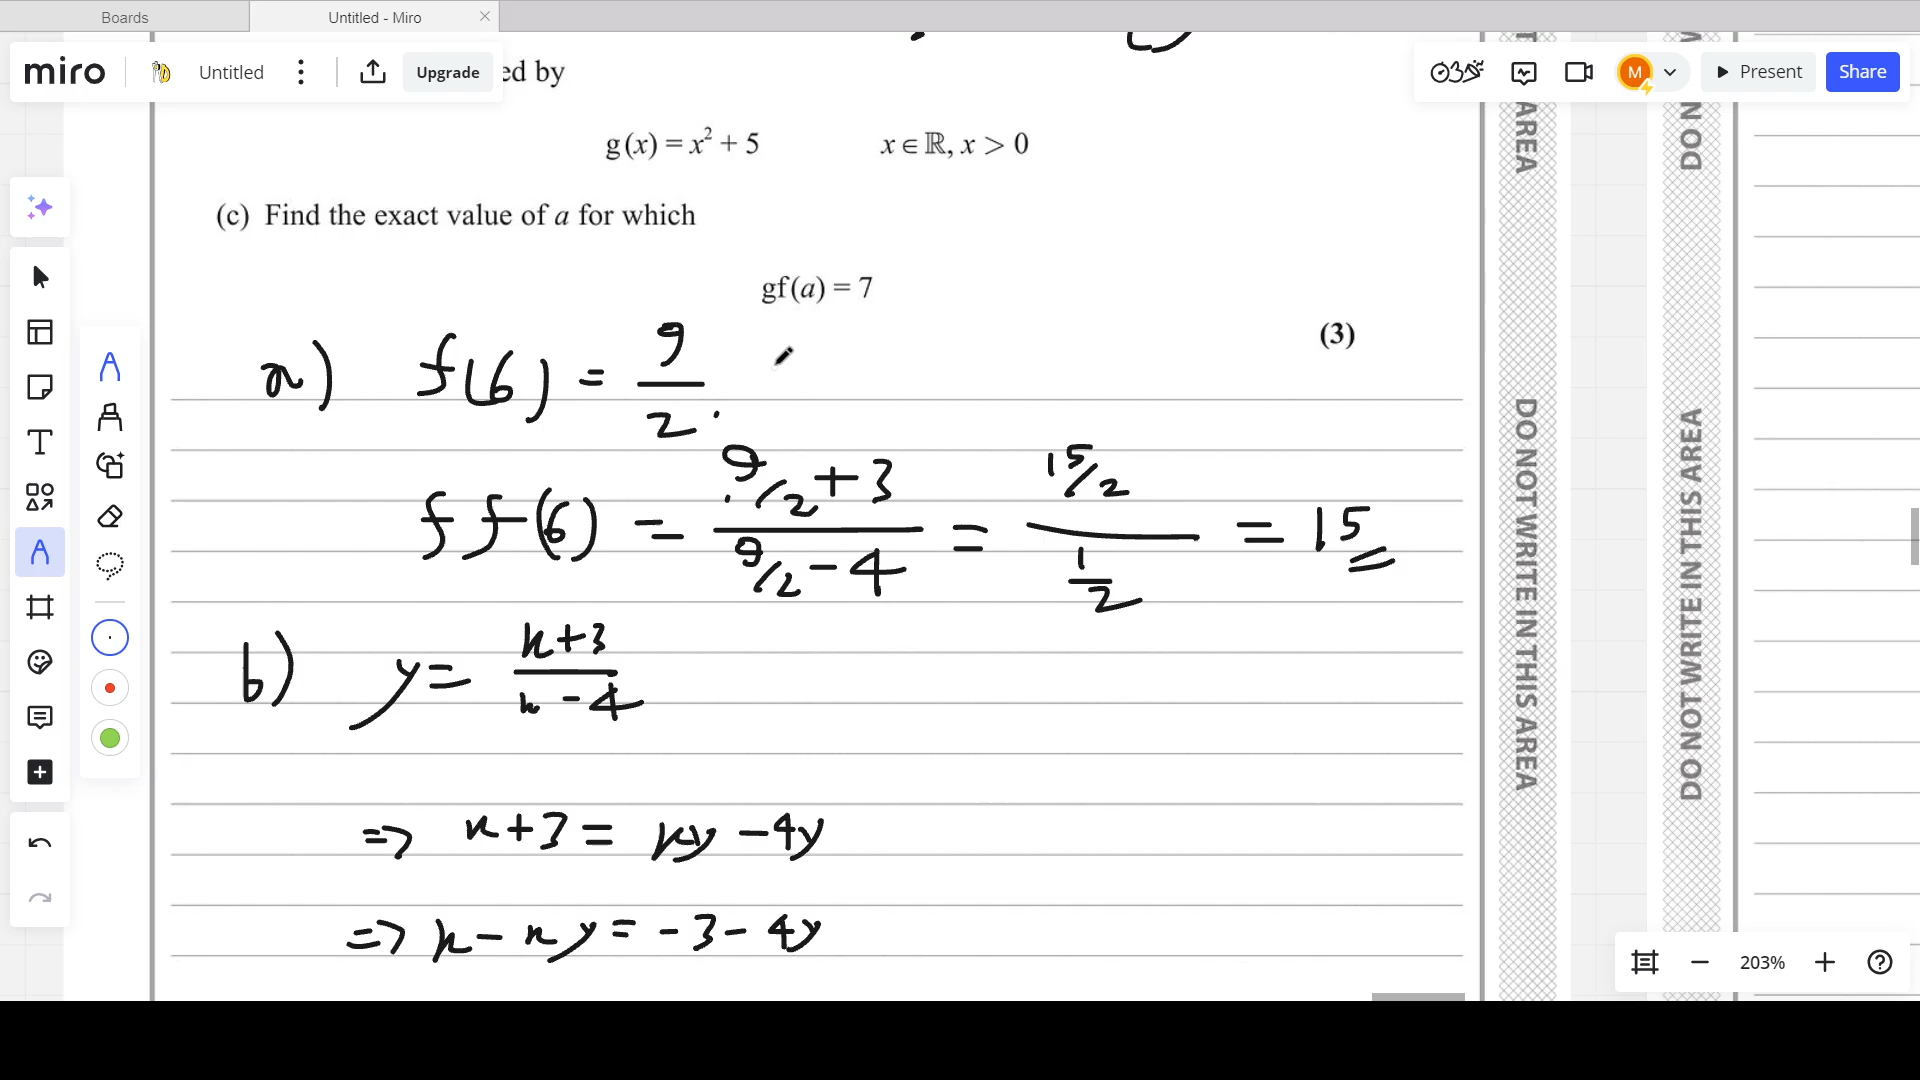 Boards
Untitled - Miro
miro
Untitled
Upgrade
ed by
M
Present
Share
g(x) = x² + 5 x ∈ ℝ, x > 0
(c) Find the exact value of a for which
gf(a) = 7
(3)
a) f(6) = 9/2
ff(6) = (9/2 + 3)/(9/2 - 4) = (15/2)/(1/2) = 15
b) y = (x+3)/(x-4)
=> x+3 = xy - 4y
=> x - xy = -3 - 4y
AREA
DO NOT WRITE IN THIS AREA
DO N
DO NOT WRITE IN THIS AREA
203%